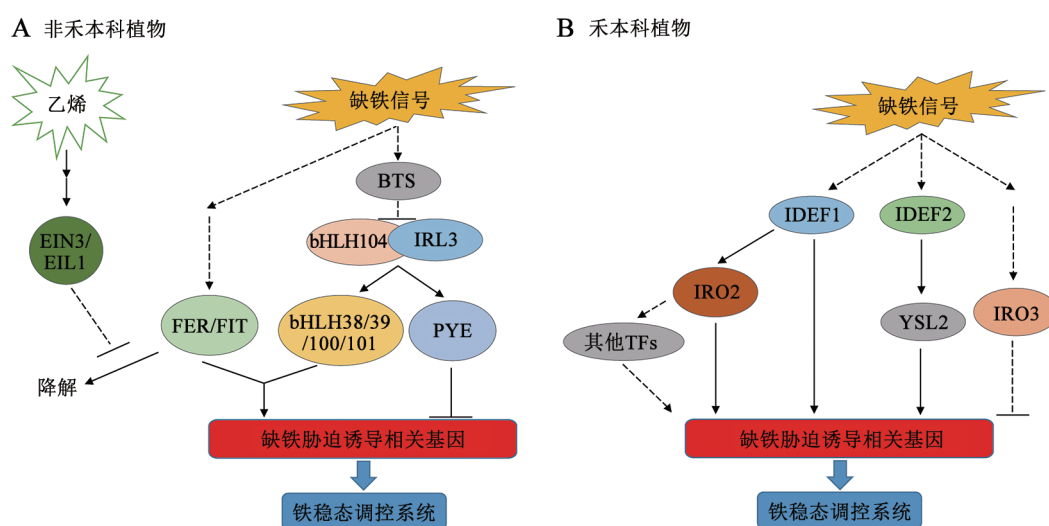 A 非禾本科植物
乙烯
缺铁信号
BTS
bHLH104
IRL3
EIN3/
EIL1
FER/FIT
bHLH38/39
/100/101
PYE
降解
缺铁胁迫诱导相关基因
铁稳态调控系统
B 禾本科植物
缺铁信号
IDEF1
IDEF2
IRO2
YSL2
IRO3
其他TFs
缺铁胁迫诱导相关基因
铁稳态调控系统